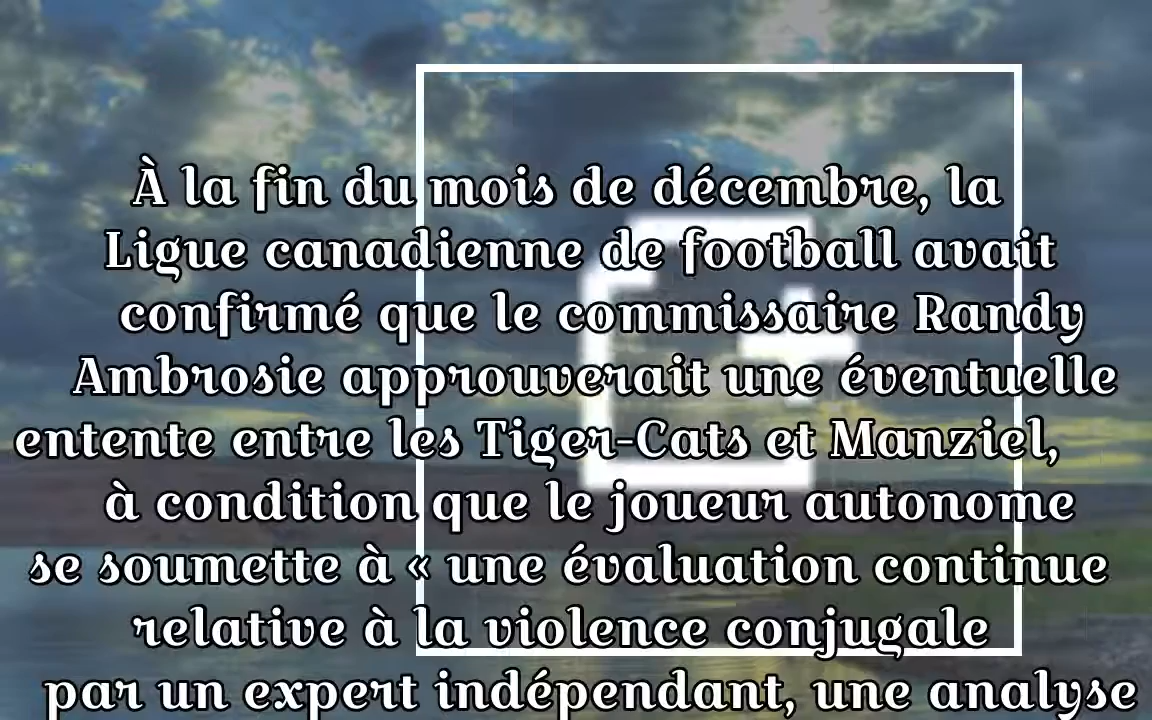 À la fin du mois de décembre, la
Ligue canadienne de football avait
confirmé que le commissaire Randy
Ambrosie approuverait une éventuelle
entente entre les Tiger-Cats et Manziel,
à condition que le joueur autonome
se soumette à « une évaluation continue
relative à la violence conjugale
par un expert indépendant, une analyse